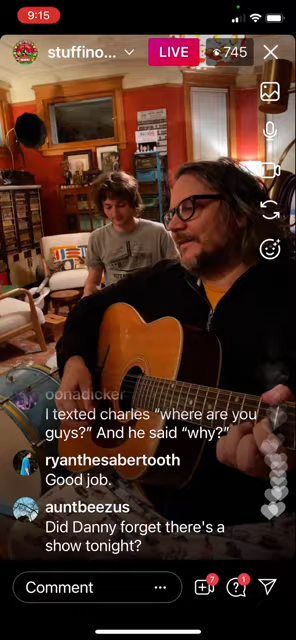 9:15
stuffino...
LIVE
745
oonadicker
I texted charles “where are you
guys?” And he said “why?”
ryanthesabertooth
Good job.
auntbeezus
Did Danny forget there's a
show tonight?
Comment
7
1